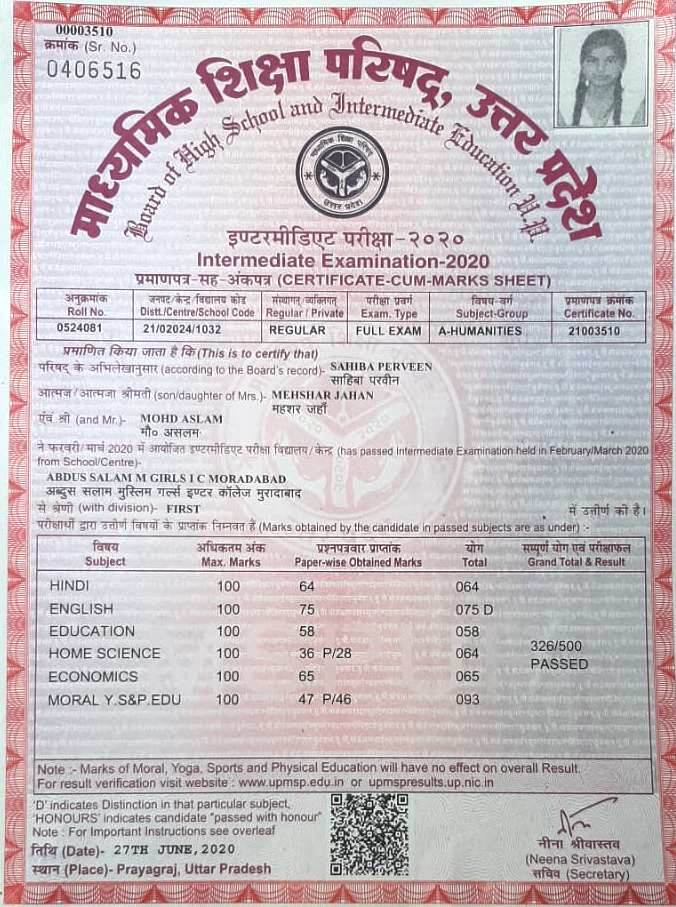 00003510
क्रमांक (Sr. No.)
0406516
माध्यमिक शिक्षा परिषद्, उत्तर प्रदेश
Board of High School and Intermediate Education U.P.
माध्यमिक शिक्षा परिषद्
उत्तर प्रदेश
इण्टरमीडिएट परीक्षा-२०२०
Intermediate Examination-2020
प्रमाणपत्र-सह-अंकपत्र (CERTIFICATE-CUM-MARKS SHEET)
अनुक्रमांक जनपद/केन्द्र/विद्यालय कोड संस्थागत/व्यक्तिगत परीक्षा प्रवर्ग विषय-वर्ग प्रमाणपत्र क्रमांक
Roll No. Distt./Centre/School Code Regular / Private Exam. Type Subject-Group Certificate No.
0524081 21/02024/1032 REGULAR FULL EXAM A-HUMANITIES 21003510
प्रमाणित किया जाता है कि (This is to certify that)
परिषद् के अभिलेखानुसार (according to the Board's record)- SAHIBA PERVEEN
साहिबा परवीन
आत्मज/आत्मजा श्रीमती (son/daughter of Mrs.)- MEHSHAR JAHAN
महशर जहाँ
एवं श्री (and Mr.)- MOHD ASLAM
मौ० असलम
ने फरवरी/मार्च 2020 में आयोजित इण्टरमीडिएट परीक्षा विद्यालय/केन्द्र (has passed Intermediate Examination held in February/March 2020
from School/Centre)-
ABDUS SALAM M GIRLS I C MORADABAD
अब्दुस सलाम मुस्लिम गर्ल्स इण्टर कॉलेज मुरादाबाद
से श्रेणी (with division)- FIRST में उत्तीर्ण की है।
परीक्षार्थी द्वारा उत्तीर्ण विषयों के प्राप्तांक निम्नवत है (Marks obtained by the candidate in passed subjects are as under) :-
विषय अधिकतम अंक प्रश्नपत्रवार प्राप्तांक योग सम्पूर्ण योग एवं परीक्षाफल
Subject Max. Marks Paper-wise Obtained Marks Total Grand Total & Result
HINDI 100 64 064
ENGLISH 100 75 075 D
EDUCATION 100 58 058
HOME SCIENCE 100 36 P/28 064
326/500
PASSED
ECONOMICS 100 65 065
MORAL Y.S&P.EDU 100 47 P/46 093
Note :- Marks of Moral, Yoga, Sports and Physical Education will have no effect on overall Result.
For result verification visit website : www.upmsp.edu.in or upmspresults.up.nic.in
'D' indicates Distinction in that particular subject,
'HONOURS' indicates candidate "passed with honour"
Note : For Important Instructions see overleaf
तिथि (Date)- 27TH JUNE, 2020
स्थान (Place)- Prayagraj, Uttar Pradesh
नीना श्रीवास्तव
(Neena Srivastava)
सचिव (Secretary)